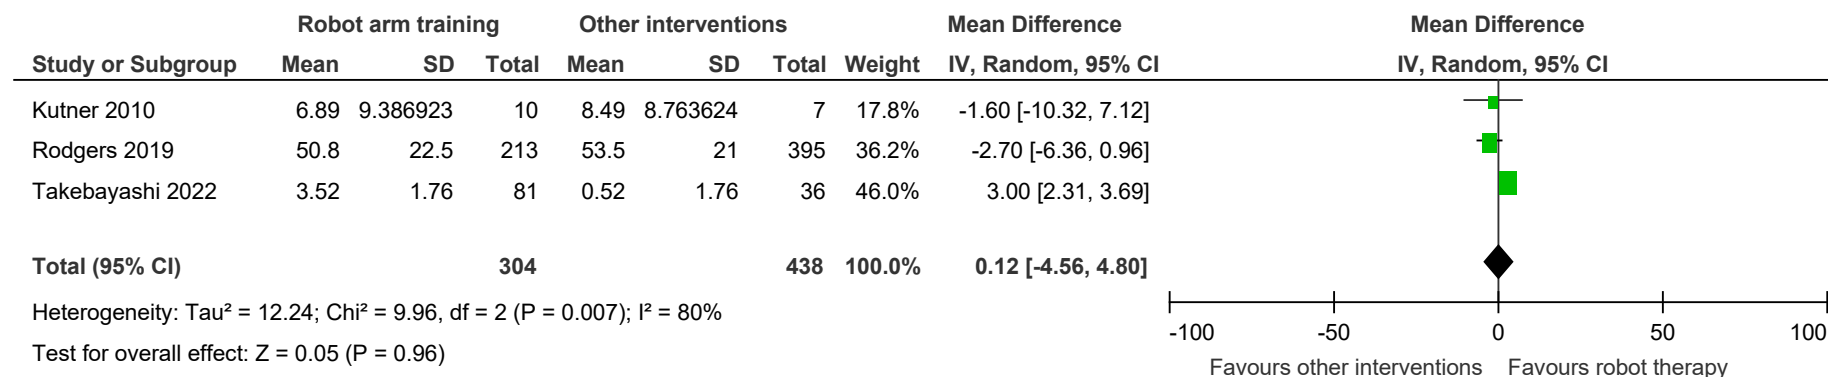 Robot arm training Other interventions Mean Difference Mean Difference
Study or Subgroup Mean SD Total Mean SD Total Weight IV, Random, 95% CI IV, Random, 95% CI
Kutner 2010 6.89 9.386923 10 8.49 8.763624 7 17.8% -1.60 [-10.32, 7.12]
Rodgers 2019 50.8 22.5 213 53.5 21 395 36.2% -2.70 [-6.36, 0.96]
Takebayashi 2022 3.52 1.76 81 0.52 1.76 36 46.0% 3.00 [2.31, 3.69]
Total (95% CI) 304 438 100.0% 0.12 [-4.56, 4.80]
Heterogeneity: Tau² = 12.24; Chi² = 9.96, df = 2 (P = 0.007); I² = 80%
Test for overall effect: Z = 0.05 (P = 0.96)
-100 -50 0 50 100
Favours other interventions Favours robot therapy